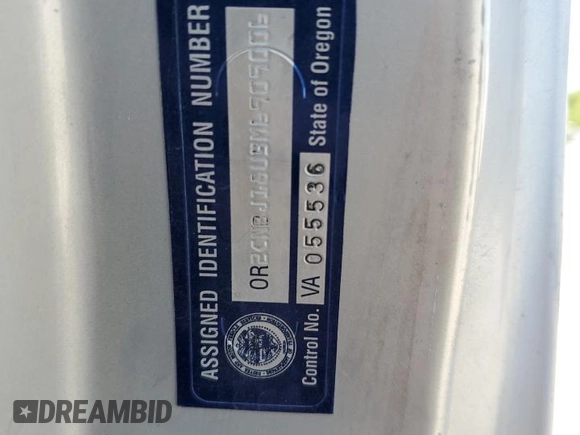 ASSIGNED IDENTIFICATION NUMBER
Control No. VA 055536 State of Oregon
DREAMBID